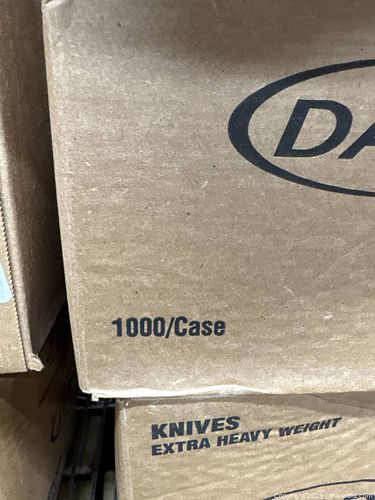 DA
1000/Case
KNIVES
EXTRA HEAVY WEIGHT